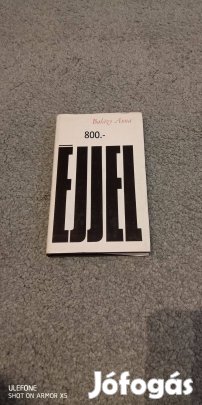 Balázs Anna
800.-
ÉJJEL
ULEFONE
SHOT ON ARMOR X5
Jófogás